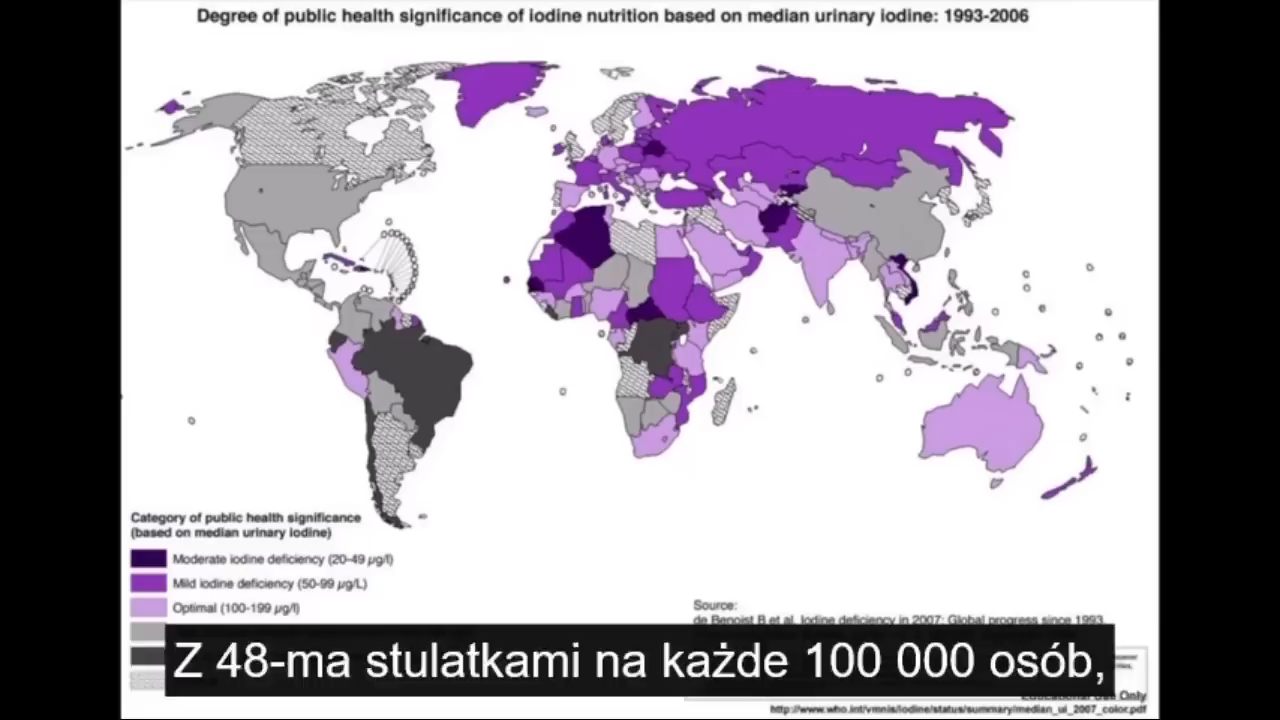 Degree of public health significance of iodine nutrition based on median urinary iodine: 1993-2006
Category of public health significance
(based on median urinary iodine)
Moderate iodine deficiency (20-49 µg/l)
Mild iodine deficiency (50-99 µg/L)
Optimal (100-199 µg/l)
Source:
de Benoist B et al. Iodine deficiency in 2007: Global progress since 1993.
Z 48-ma stulatkami na każde 100 000 osób,
Educational Use Only
http://www.who.int/vmnis/iodine/status/summary/median_ui_2007_color.pdf